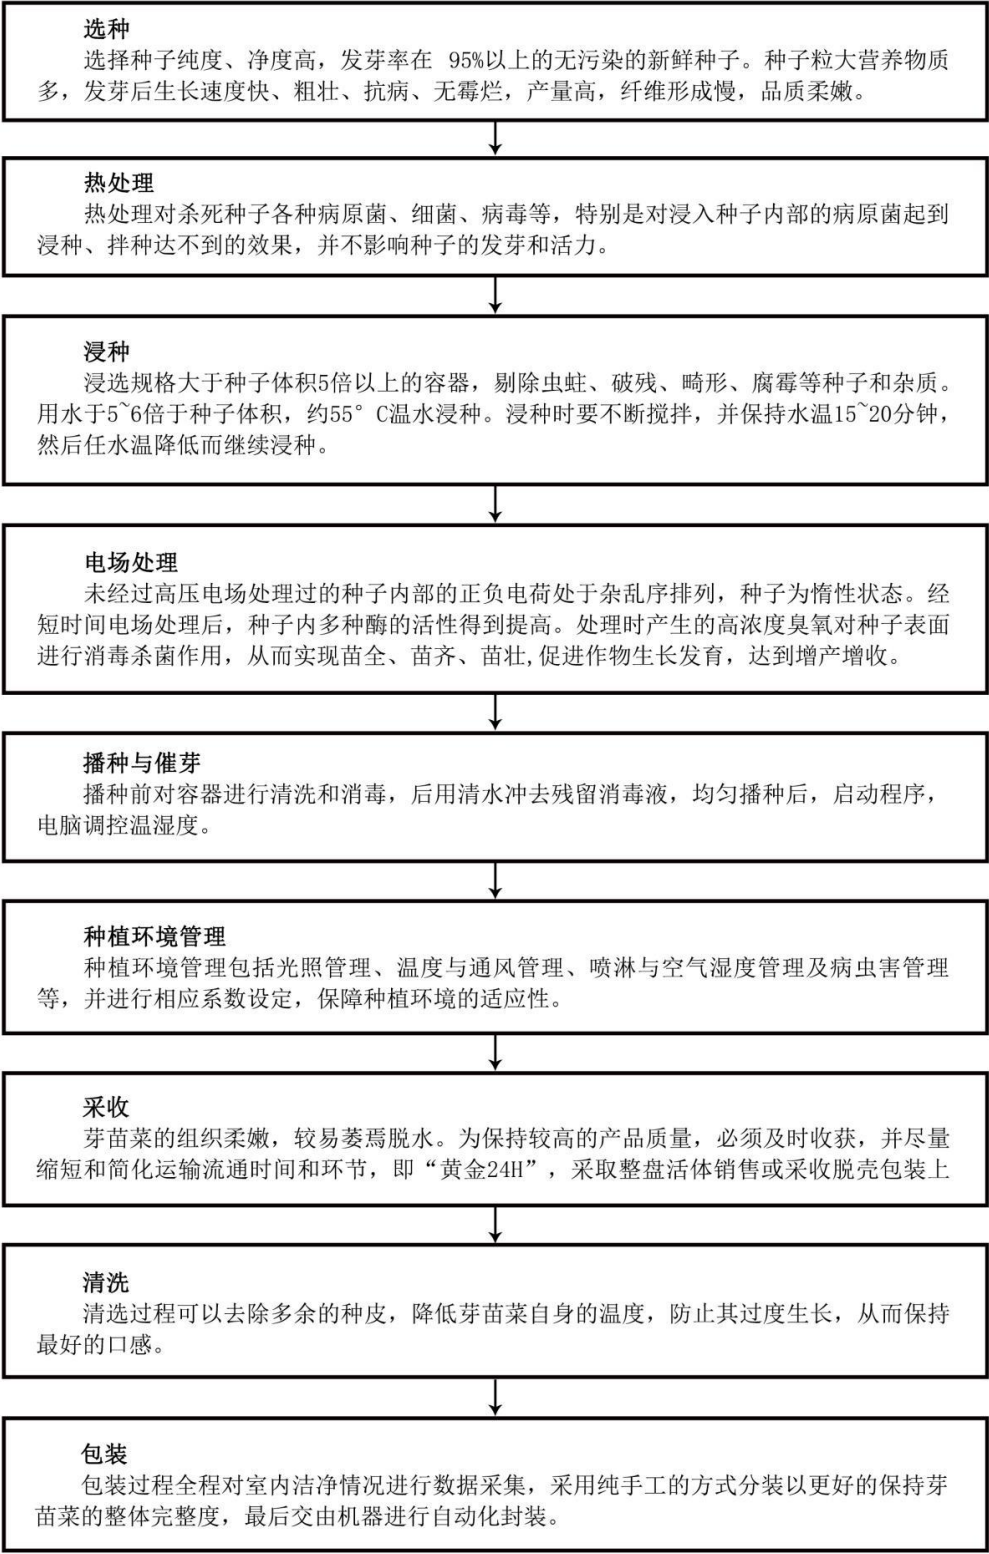 选种
选择种子纯度、净度高，发芽率在 95%以上的无污染的新鲜种子。种子粒大营养物质
多，发芽后生长速度快、粗壮、抗病、无霉烂，产量高，纤维形成慢，品质柔嫩。
热处理
热处理对杀死种子各种病原菌、细菌、病毒等，特别是对浸入种子内部的病原菌起到
浸种、拌种达不到的效果，并不影响种子的发芽和活力。
浸种
浸选规格大于种子体积5倍以上的容器，剔除虫蛀、破残、畸形、腐霉等种子和杂质。
用水于5~6倍于种子体积，约55°C温水浸种。浸种时要不断搅拌，并保持水温15~20分钟，
然后任水温降低而继续浸种。
电场处理
未经过高压电场处理过的种子内部的正负电荷处于杂乱序排列，种子为惰性状态。经
短时间电场处理后，种子内多种酶的活性得到提高。处理时产生的高浓度臭氧对种子表面
进行消毒杀菌作用，从而实现苗全、苗齐、苗壮,促进作物生长发育，达到增产增收。
播种与催芽
播种前对容器进行清洗和消毒，后用清水冲去残留消毒液，均匀播种后，启动程序，
电脑调控温湿度。
种植环境管理
种植环境管理包括光照管理、温度与通风管理、喷淋与空气湿度管理及病虫害管理
等，并进行相应系数设定，保障种植环境的适应性。
采收
芽苗菜的组织柔嫩，较易萎焉脱水。为保持较高的产品质量，必须及时收获，并尽量
缩短和简化运输流通时间和环节，即“黄金24H”，采取整盘活体销售或采收脱壳包装上
清洗
清选过程可以去除多余的种皮，降低芽苗菜自身的温度，防止其过度生长，从而保持
最好的口感。
包装
包装过程全程对室内洁净情况进行数据采集，采用纯手工的方式分装以更好的保持芽
苗菜的整体完整度，最后交由机器进行自动化封装。